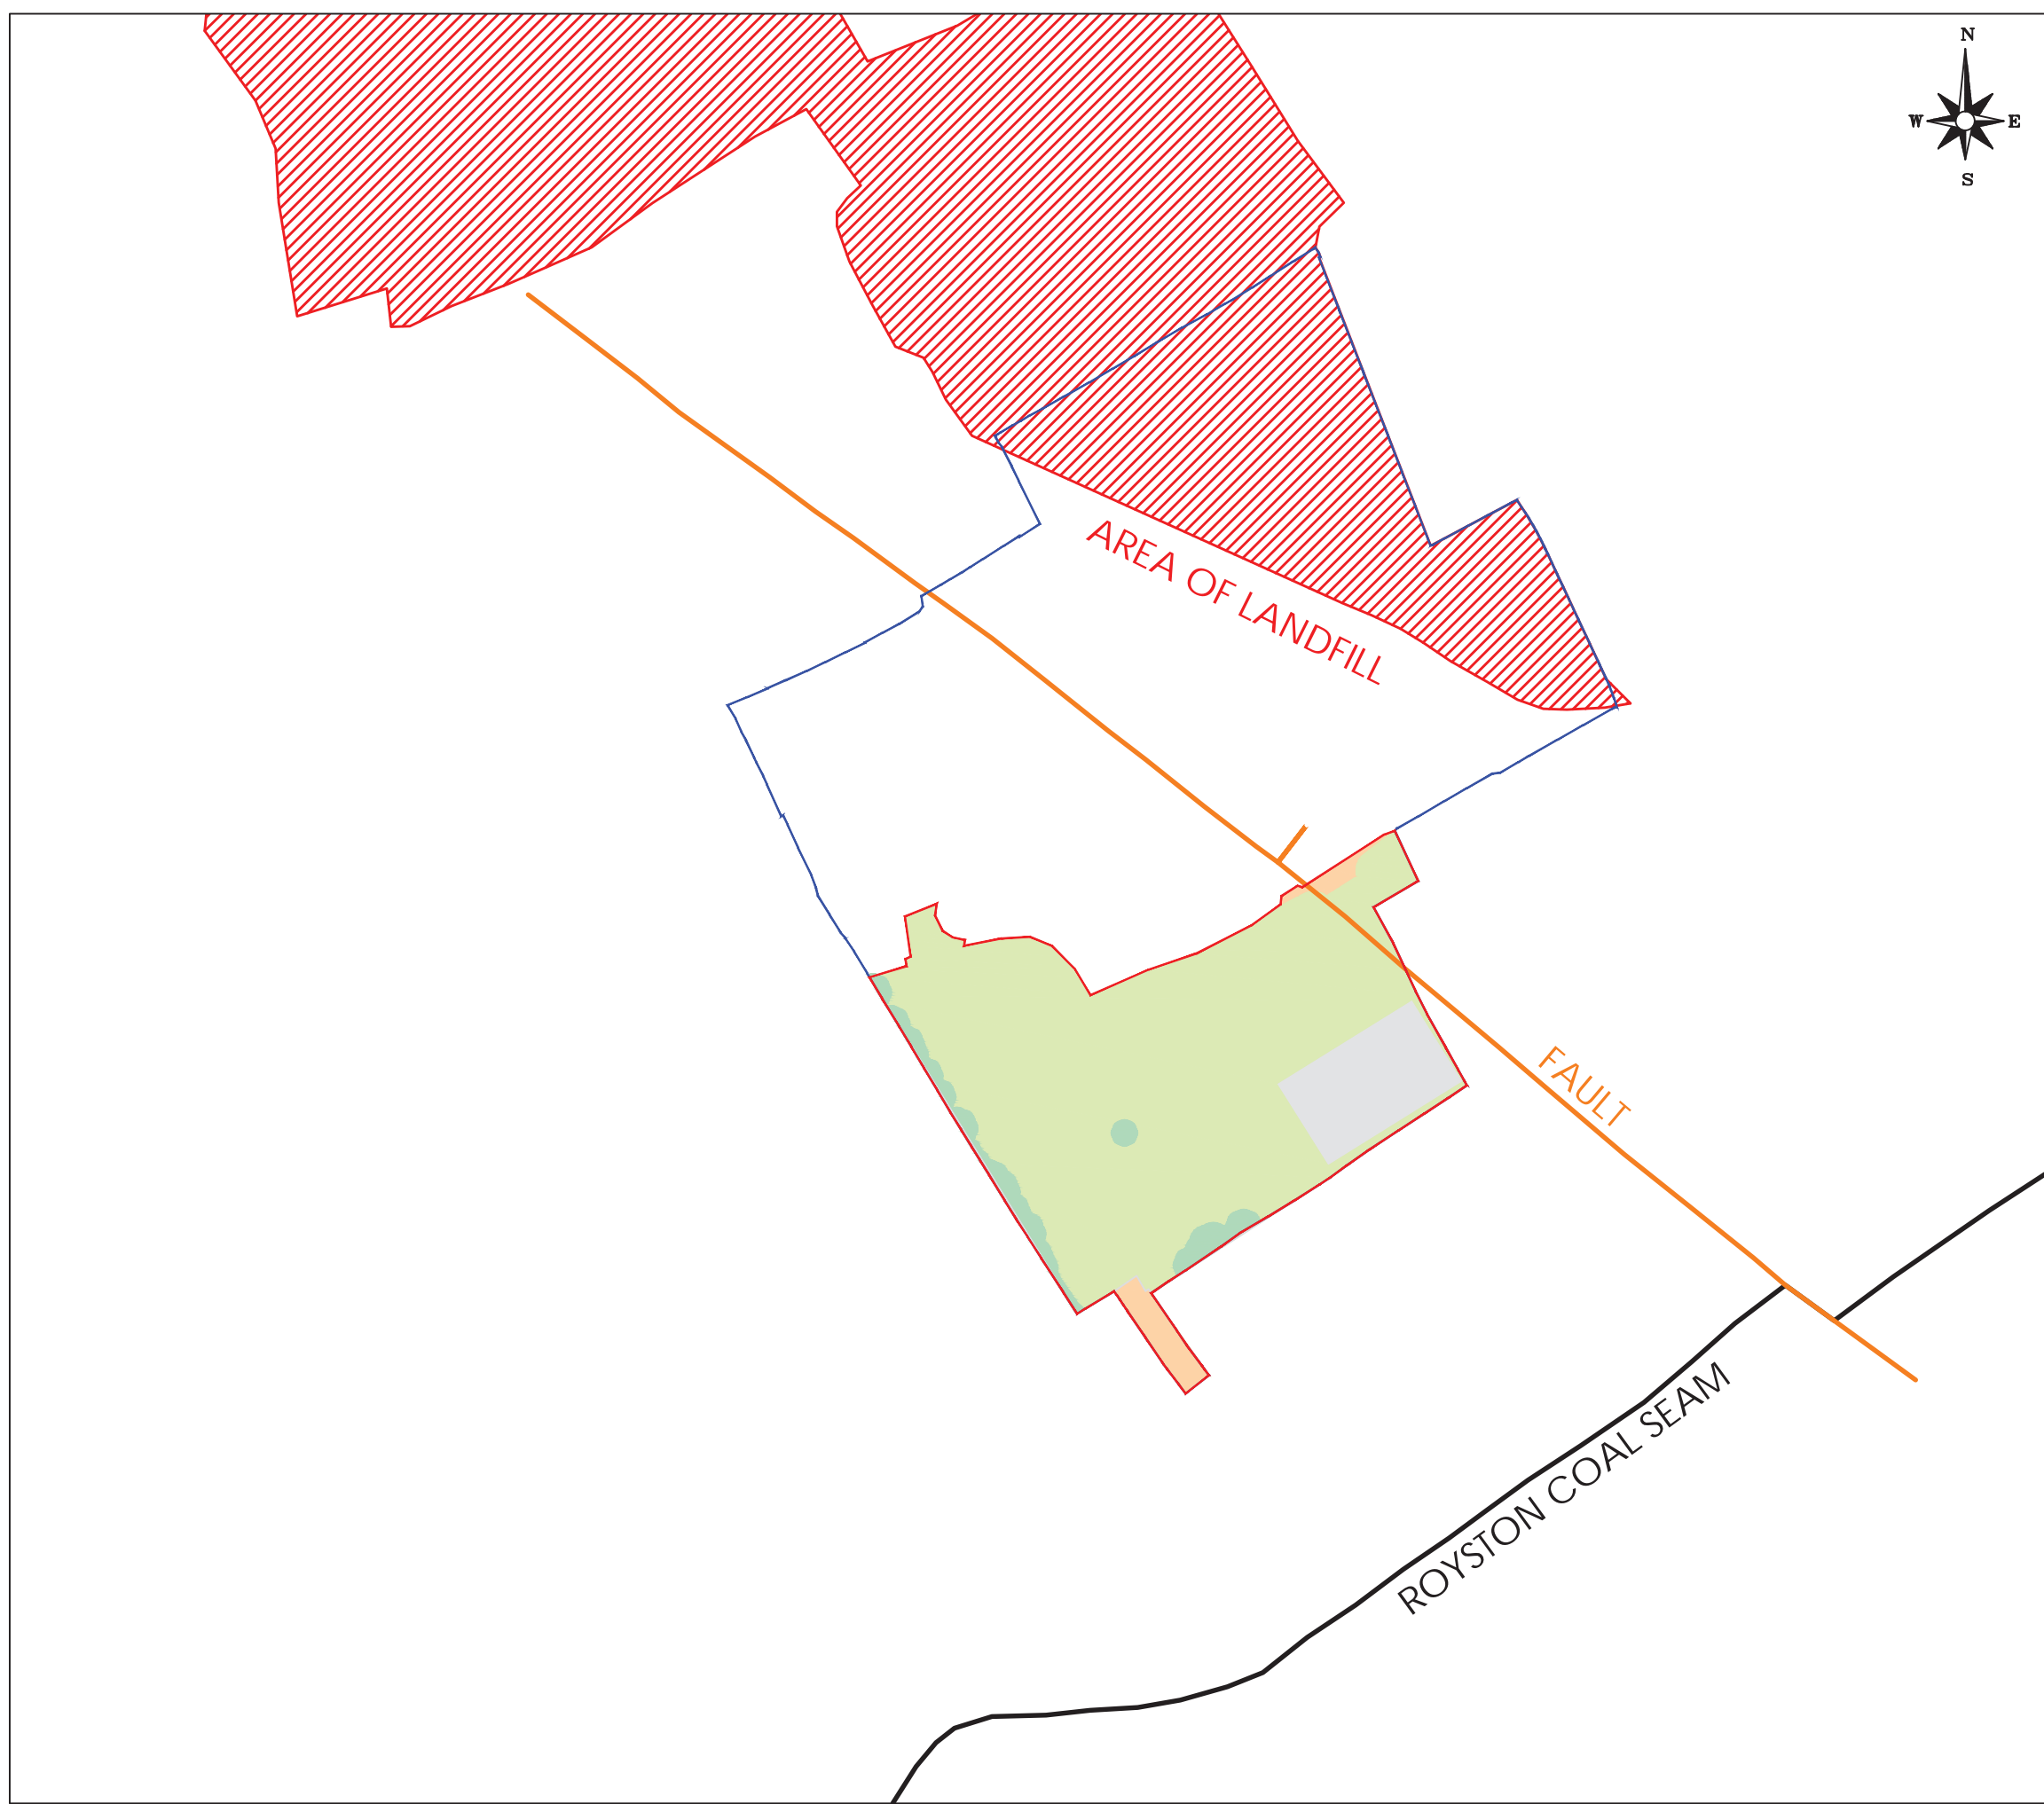 N
W E
S
AREA OF LANDFILL
FAULT
ROYSTON COAL SEAM